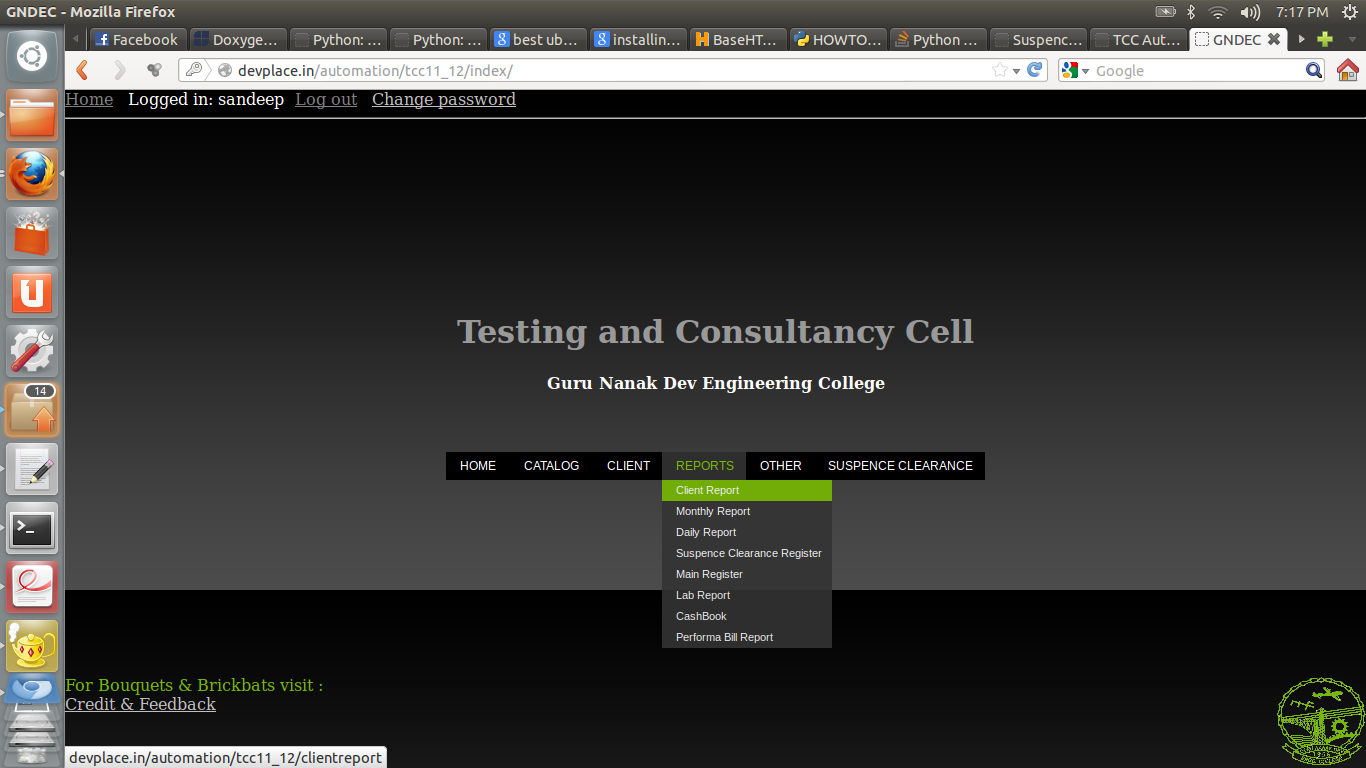 GNDEC - Mozilla Firefox
7:17 PM
Facebook
Doxyge...
Python: ...
Python: ...
best ub...
installin...
BaseHT...
HOWTO...
Python ...
Suspenc...
TCC Aut...
GNDEC
devplace.in/automation/tcc11_12/index/
Google
Home Logged in: sandeep Log out Change password
Testing and Consultancy Cell
Guru Nanak Dev Engineering College
HOME CATALOG CLIENT REPORTS OTHER SUSPENCE CLEARANCE
Client Report
Monthly Report
Daily Report
Suspence Clearance Register
Main Register
Lab Report
CashBook
Performa Bill Report
14
For Bouquets & Brickbats visit :
Credit & Feedback
devplace.in/automation/tcc11_12/clientreport